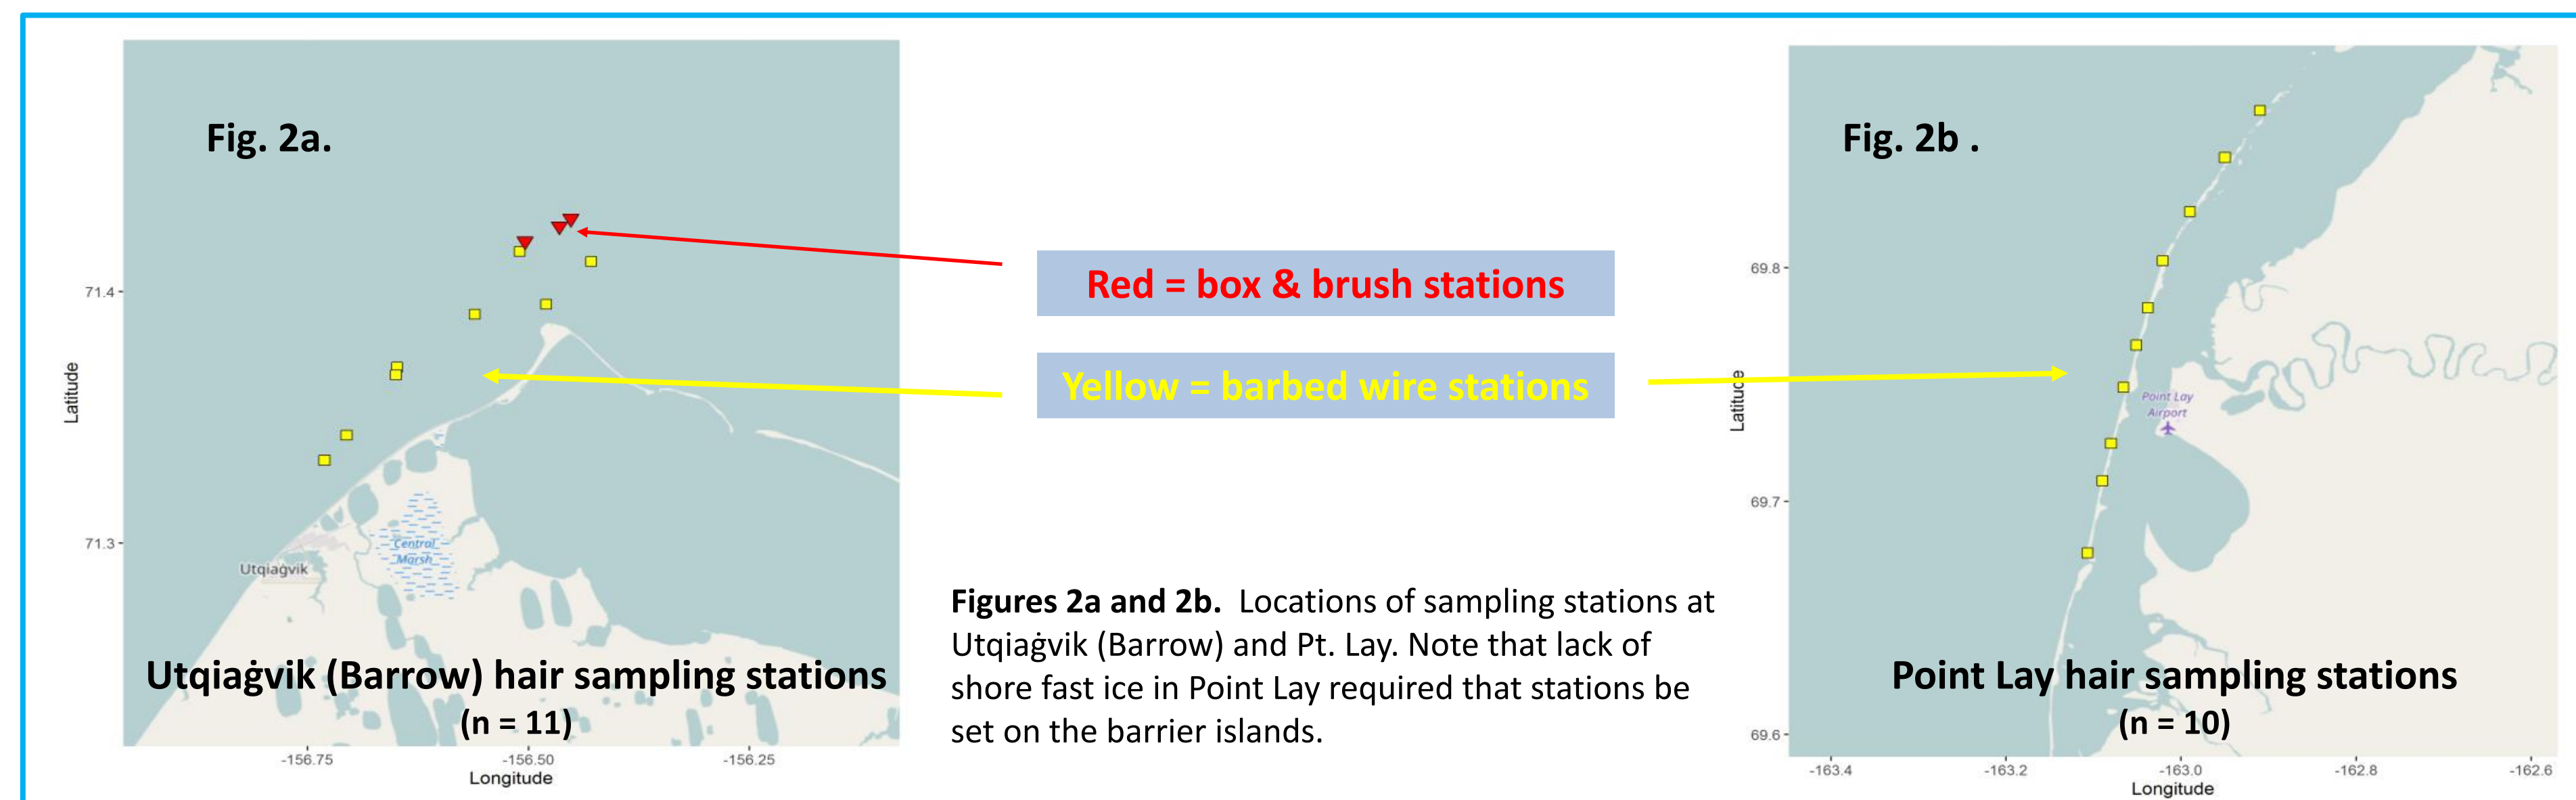 Fig. 2a.
71.4
71.3
Latitude
Utqiaġvik
Central
Marsh
Utqiaġvik (Barrow) hair sampling stations
(n = 11)
-156.75
-156.50
-156.25
Longitude
Red = box & brush stations
Yellow = barbed wire stations
Figures 2a and 2b. Locations of sampling stations at
Utqiaġvik (Barrow) and Pt. Lay. Note that lack of
shore fast ice in Point Lay required that stations be
set on the barrier islands.
Fig. 2b .
69.8
69.7
69.6
Latitude
Point Lay
Airport
Point Lay hair sampling stations
(n = 10)
-163.4
-163.2
-163.0
-162.8
-162.6
Longitude